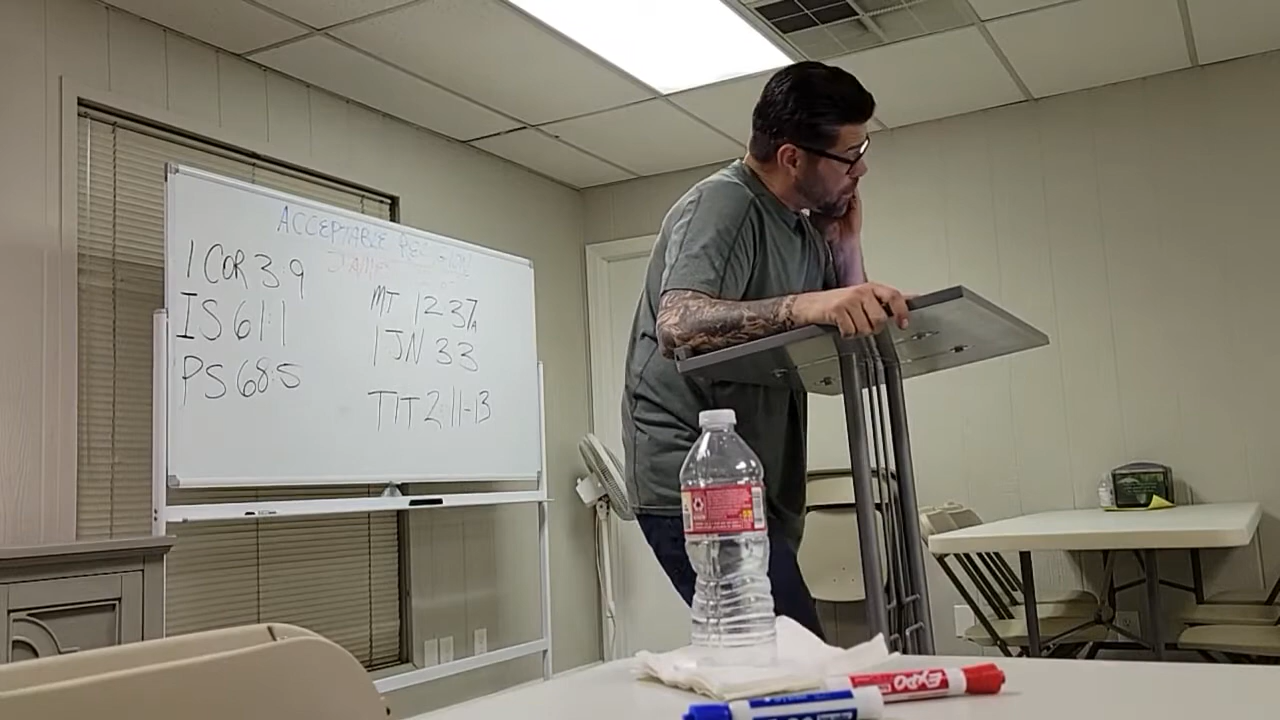 ACCEPTABLE RELIGION
1 COR 3:9
IS 61:1
PS 68:5
MT 12 37A
1 JN 3 3
TIT 2:11-13
EXPO